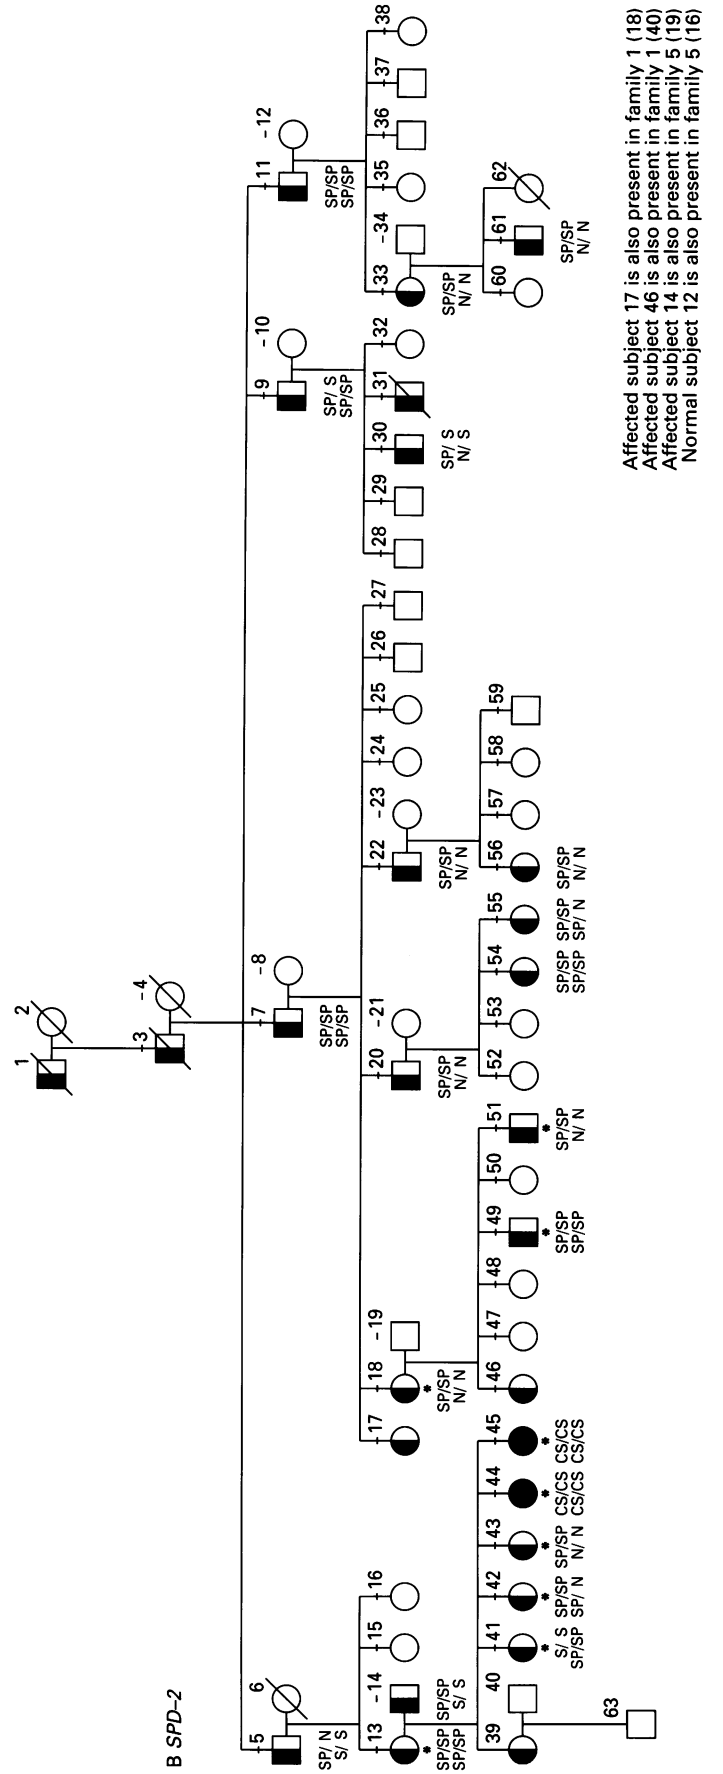 B SPD–2
1 2
3 -4
5 6 7 -8 9 -10 11 -12
SP/ N SP/SP SP/ S SP/SP
S/ S SP/SP SP/SP SP/SP
13 -14 15 16 17 18 -19 20 -21 22 -23 24 25 26 27 28 29 30 31 32 33 -34 35 36 37 38
* *
SP/SP SP/SP SP/SP SP/SP SP/SP SP/ S SP/SP
SP/SP S/ S N/ N N/ N N/ N N/ S N/ N
39 40 41 42 43 44 45 46 47 48 49 50 51 52 53 54 55 56 57 58 59 60 61 62
* * * * * * *
S/ S SP/SP SP/SP CS/CS CS/CS SP/SP SP/SP SP/SP SP/SP SP/SP SP/SP
SP/SP SP/ N N/ N CS/CS CS/CS SP/SP N/ N SP/SP SP/ N N/ N N/ N
63
Affected subject 17 is also present in family 1 (18)
Affected subject 46 is also present in family 1 (40)
Affected subject 14 is also present in family 5 (19)
Normal subject 12 is also present in family 5 (16)